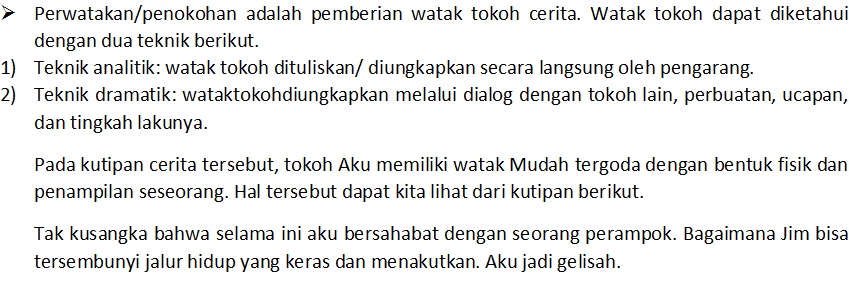 ➤ Perwatakan/penokohan adalah pemberian watak tokoh cerita. Watak tokoh dapat diketahui
dengan dua teknik berikut.
1) Teknik analitik: watak tokoh dituliskan/ diungkapkan secara langsung oleh pengarang.
2) Teknik dramatik: wataktokohdiungkapkan melalui dialog dengan tokoh lain, perbuatan, ucapan,
dan tingkah lakunya.
Pada kutipan cerita tersebut, tokoh Aku memiliki watak Mudah tergoda dengan bentuk fisik dan
penampilan seseorang. Hal tersebut dapat kita lihat dari kutipan berikut.
Tak kusangka bahwa selama ini aku bersahabat dengan seorang perampok. Bagaimana Jim bisa
tersembunyi jalur hidup yang keras dan menakutkan. Aku jadi gelisah.